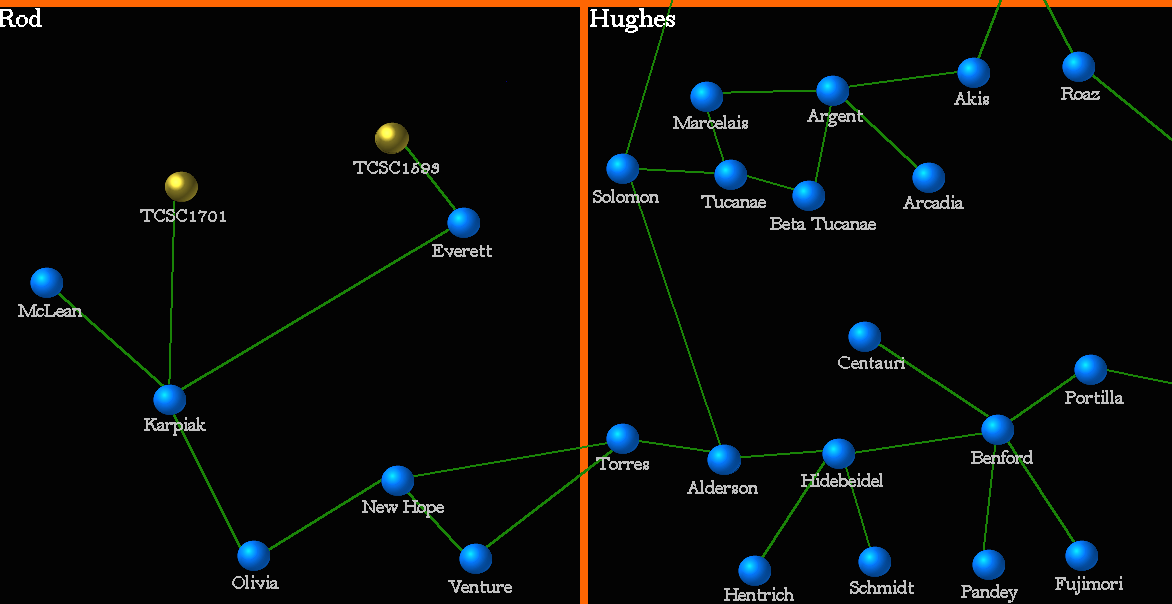 Rod
TCSC1593
TCSC1701
Everett
McLean
Karpiak
New Hope
Olivia
Venture
Hughes
Akis
Roaz
Marcelais
Argent
Solomon
Tucanae
Arcadia
Beta Tucanae
Centauri
Portilla
Torres
Benford
Alderson
Hidebeidel
Hentrich
Schmidt
Pandey
Fujimori